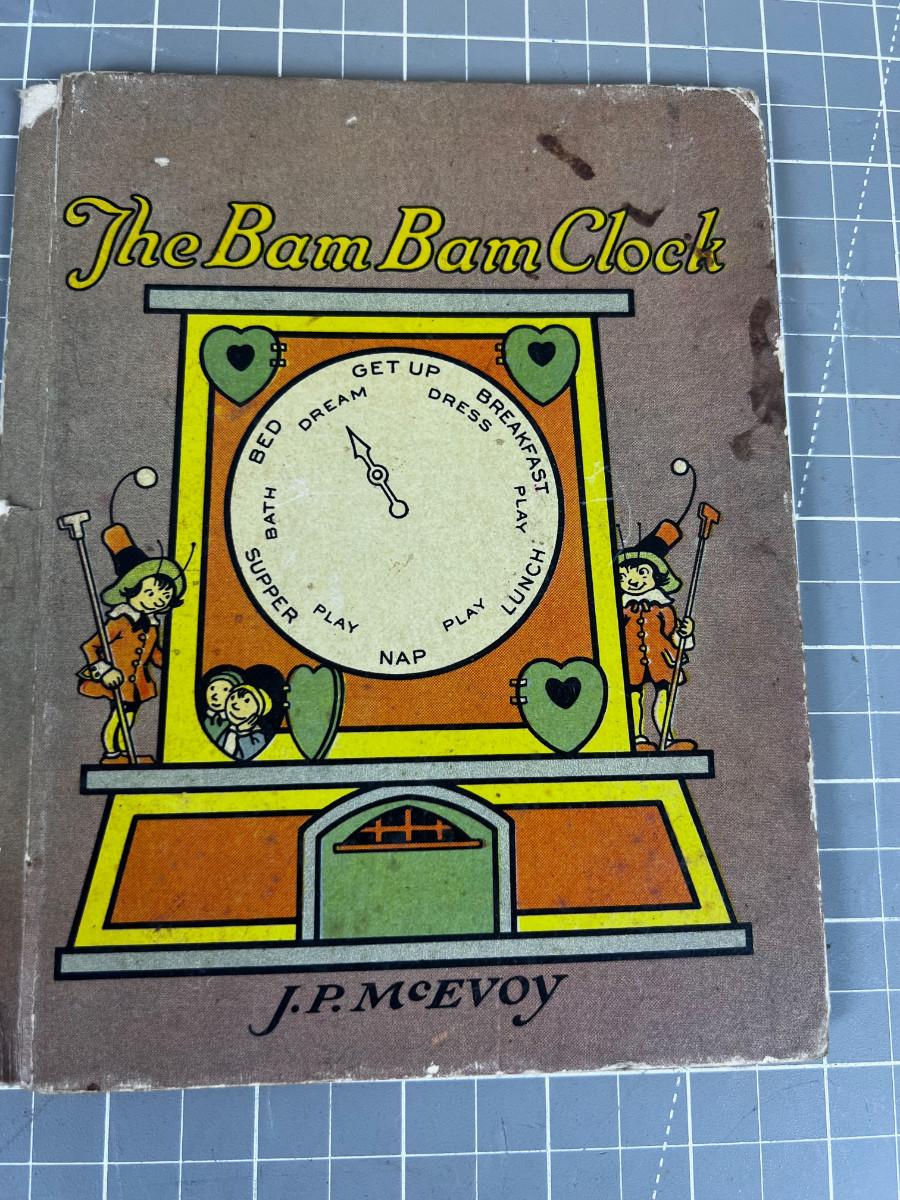 The Bam Bam Clock
GET UP
DRESS
BREAKFAST
PLAY
LUNCH
PLAY
NAP
PLAY
SUPPER
BATH
BED
DREAM
J.P. McEVOY